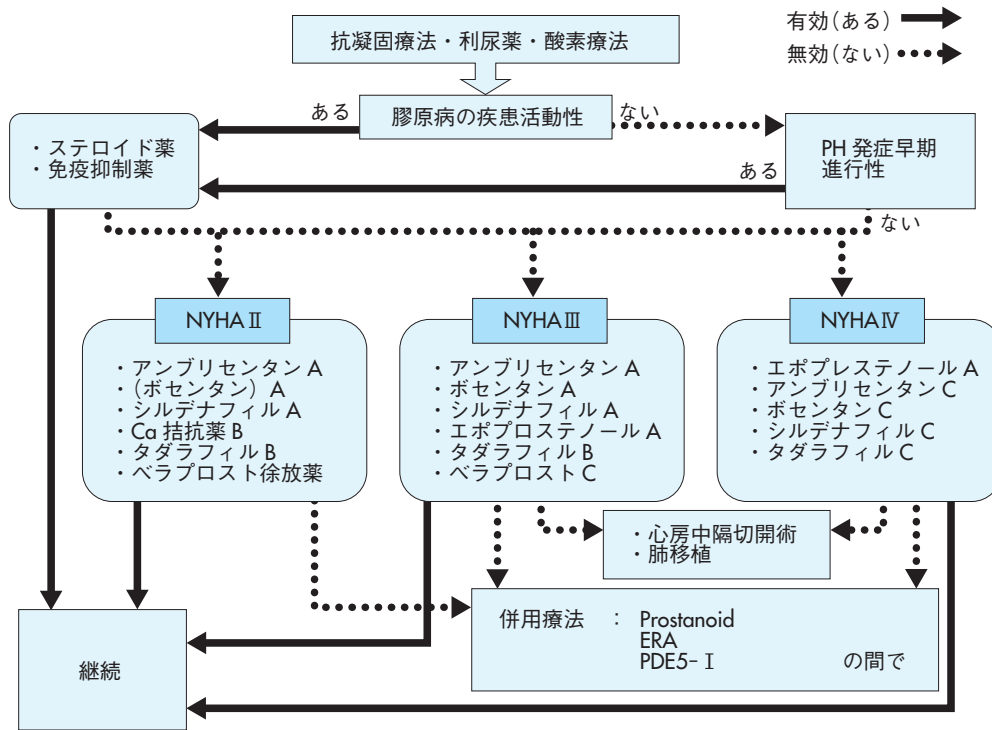 有効(ある)
無効(ない)
抗凝固療法・利尿薬・酸素療法
膠原病の疾患活動性
ある
ない
・ステロイド薬
・免疫抑制薬
PH 発症早期
進行性
ある
ない
NYHA Ⅱ
・アンブリセンタン A
・(ボセンタン) A
・シルデナフィル A
・Ca 拮抗薬 B
・タダラフィル B
・ベラプロスト徐放薬
NYHA Ⅲ
・アンブリセンタン A
・ボセンタン A
・シルデナフィル A
・エポプロステノール A
・タダラフィル B
・ベラプロスト C
NYHA Ⅳ
・エポプレステノール A
・アンブリセンタン C
・ボセンタン C
・シルデナフィル C
・タダラフィル C
・心房中隔切開術
・肺移植
併用療法 : Prostanoid
ERA
PDE5-Ⅰ の間で
継続